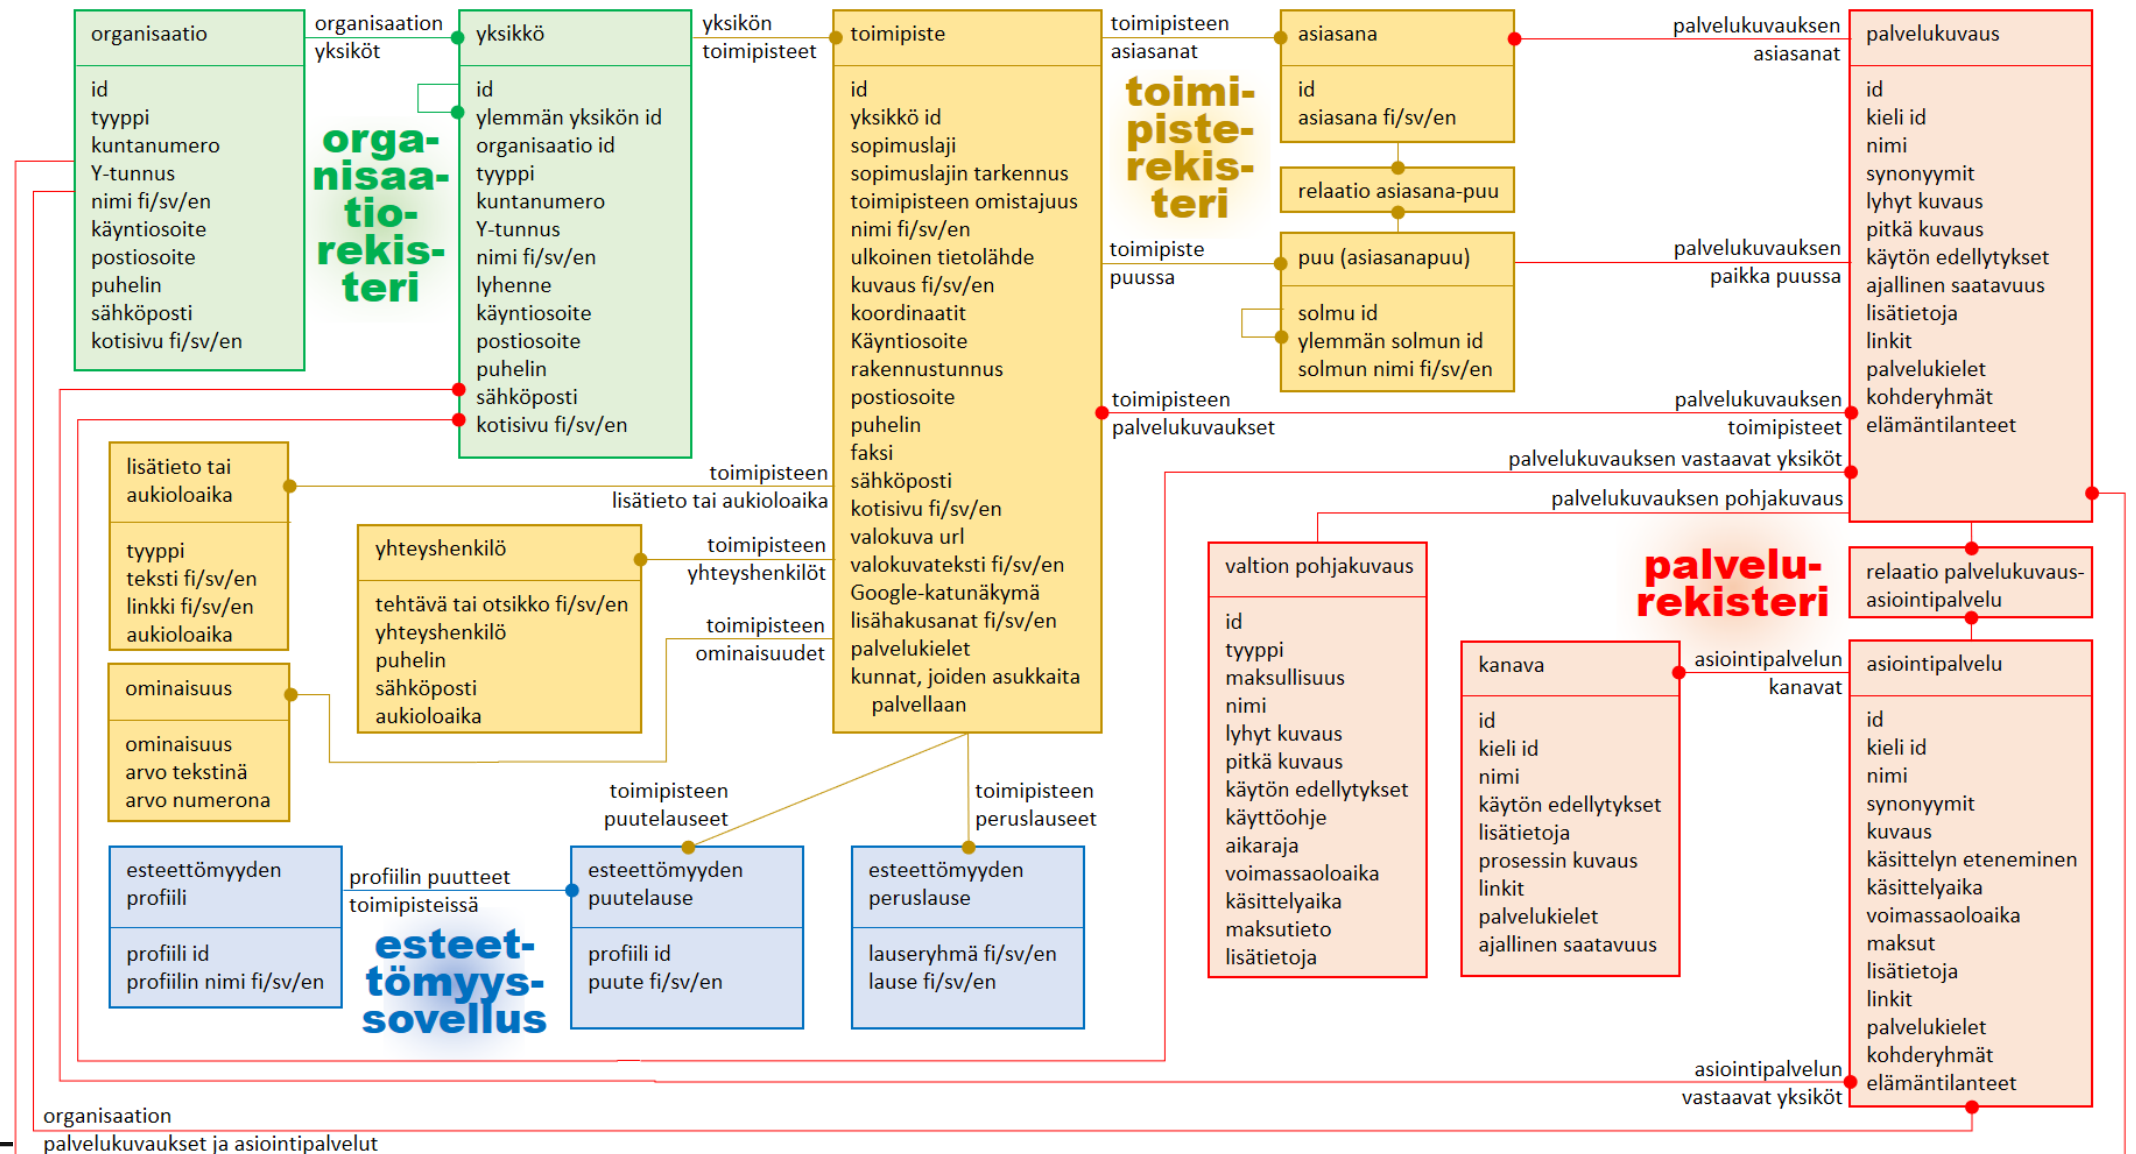 organisaatio
id
tyyppi
kuntanumero
Y-tunnus
nimi fi/sv/en
käyntiosoite
postiosoite
puhelin
sähköposti
kotisivu fi/sv/en
organisaation
yksiköt
orga-
nisaa-
tio-
rekis-
teri
yksikkö
id
ylemmän yksikön id
organisaatio id
tyyppi
kuntanumero
Y-tunnus
nimi fi/sv/en
lyhenne
käyntiosoite
postiosoite
puhelin
sähköposti
kotisivu fi/sv/en
yksikön
toimipisteet
toimipiste
id
yksikkö id
sopimuslaji
sopimuslajin tarkennus
toimipisteen omistajuus
nimi fi/sv/en
ulkoinen tietolähde
kuvaus fi/sv/en
koordinaatit
Käyntiosoite
rakennustunnus
postiosoite
puhelin
faksi
sähköposti
kotisivu fi/sv/en
valokuva url
valokuvateksti fi/sv/en
Google-katunäkymä
lisähakusanat fi/sv/en
palvelukielet
kunnat, joiden asukkaita
palvellaan
toimipisteen
asiasanat
toimi-
piste-
rekis-
teri
toimipiste
puussa
asiasana
id
asiasana fi/sv/en
relaatio asiasana-puu
puu (asiasanapuu)
solmu id
ylemmän solmun id
solmun nimi fi/sv/en
palvelukuvauksen
asiasanat
palvelukuvauksen
paikka puussa
toimipisteen
palvelukuvaukset
palvelukuvauksen
toimipisteet
palvelukuvauksen vastaavat yksiköt
palvelukuvauksen pohjakuvaus
palvelukuvaus
id
kieli id
nimi
synonyymit
lyhyt kuvaus
pitkä kuvaus
käytön edellytykset
ajallinen saatavuus
lisätietoja
linkit
palvelukielet
kohderyhmät
elämäntilanteet
lisätieto tai
aukioloaika
tyyppi
teksti fi/sv/en
linkki fi/sv/en
aukioloaika
toimipisteen
lisätieto tai aukioloaika
yhteyshenkilö
tehtävä tai otsikko fi/sv/en
yhteyshenkilö
puhelin
sähköposti
aukioloaika
toimipisteen
yhteyshenkilöt
toimipisteen
ominaisuudet
ominaisuus
ominaisuus
arvo tekstinä
arvo numerona
toimipisteen
puutelauseet
toimipisteen
peruslauseet
esteettömyyden
profiili
profiili id
profiilin nimi fi/sv/en
profiilin puutteet
toimipisteissä
esteet-
tömyys-
sovellus
esteettömyyden
puutelause
profiili id
puute fi/sv/en
esteettömyyden
peruslause
lauseryhmä fi/sv/en
lause fi/sv/en
valtion pohjakuvaus
id
tyyppi
maksullisuus
nimi
lyhyt kuvaus
pitkä kuvaus
käytön edellytykset
käyttöohje
aikaraja
voimassaoloaika
käsittelyaika
maksutieto
lisätietoja
palvelu-
rekisteri
kanava
id
kieli id
nimi
käytön edellytykset
lisätietoja
prosessin kuvaus
linkit
palvelukielet
ajallinen saatavuus
asiointipalvelun
kanavat
relaatio palvelukuvaus-
asiointipalvelu
asiointipalvelu
id
kieli id
nimi
synonyymit
kuvaus
käsittelyn eteneminen
käsittelyaika
voimassaoloaika
maksut
lisätietoja
linkit
palvelukielet
kohderyhmät
elämäntilanteet
asiointipalvelun
vastaavat yksiköt
organisaation
palvelukuvaukset ja asiointipalvelut